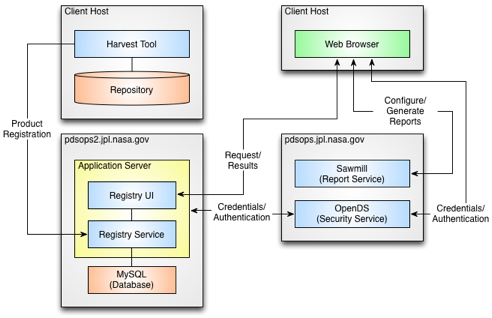 Client Host
Harvest Tool
Repository
Client Host
Web Browser
Product
Registration
Configure/
Generate
Reports
Request/
Results
pdsops2.jpl.nasa.gov
Application Server
Registry UI
Registry Service
MySQL
(Database)
Credentials/
Authentication
pdsops.jpl.nasa.gov
Sawmill
(Report Service)
OpenDS
(Security Service)
Credentials/
Authentication